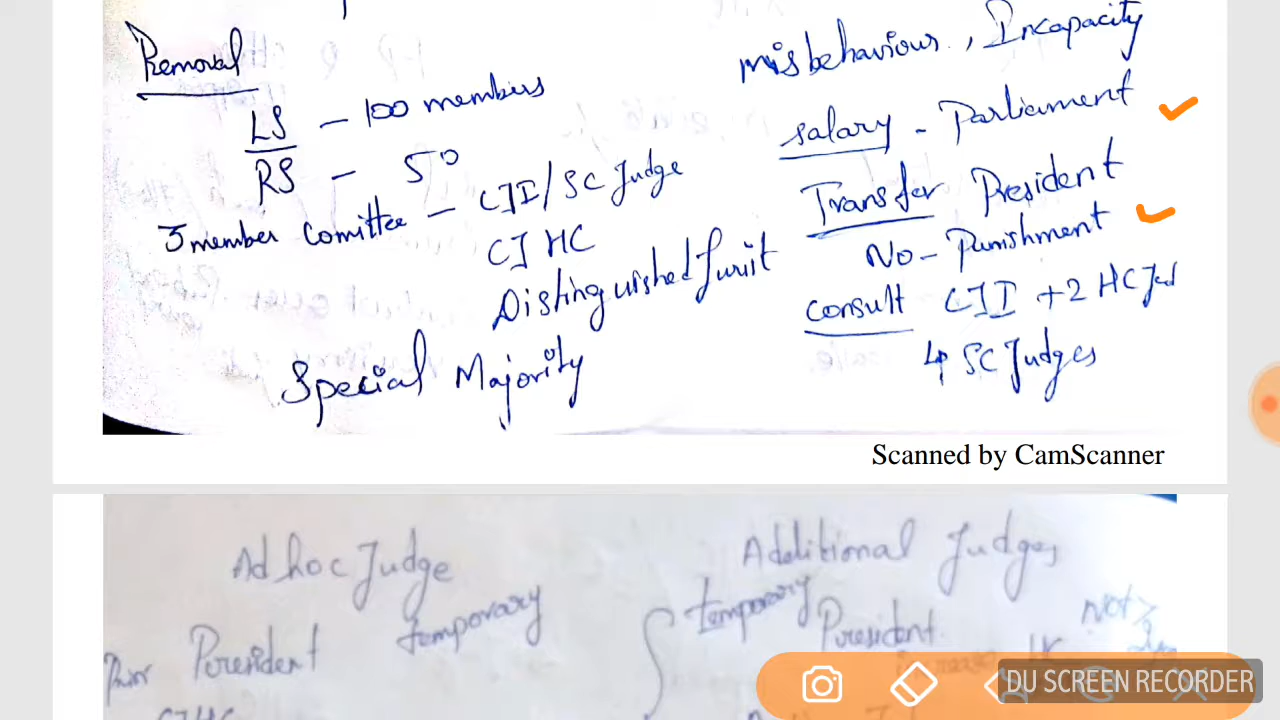 Removal
LS - 100 members
RS - 50
3 member Comittee - CJI/SC Judge
CJ HC
Distinguished Jurist
Special Majority
misbehaviour, Incapacity
salary - Parliament
Transfer President
No - Punishment
consult CJI + 2 HC
4 SC Judges
Scanned by CamScanner
Ad hoc Judge
President temporary
Additional Judges
temporary President
Not
DU SCREEN RECORDER